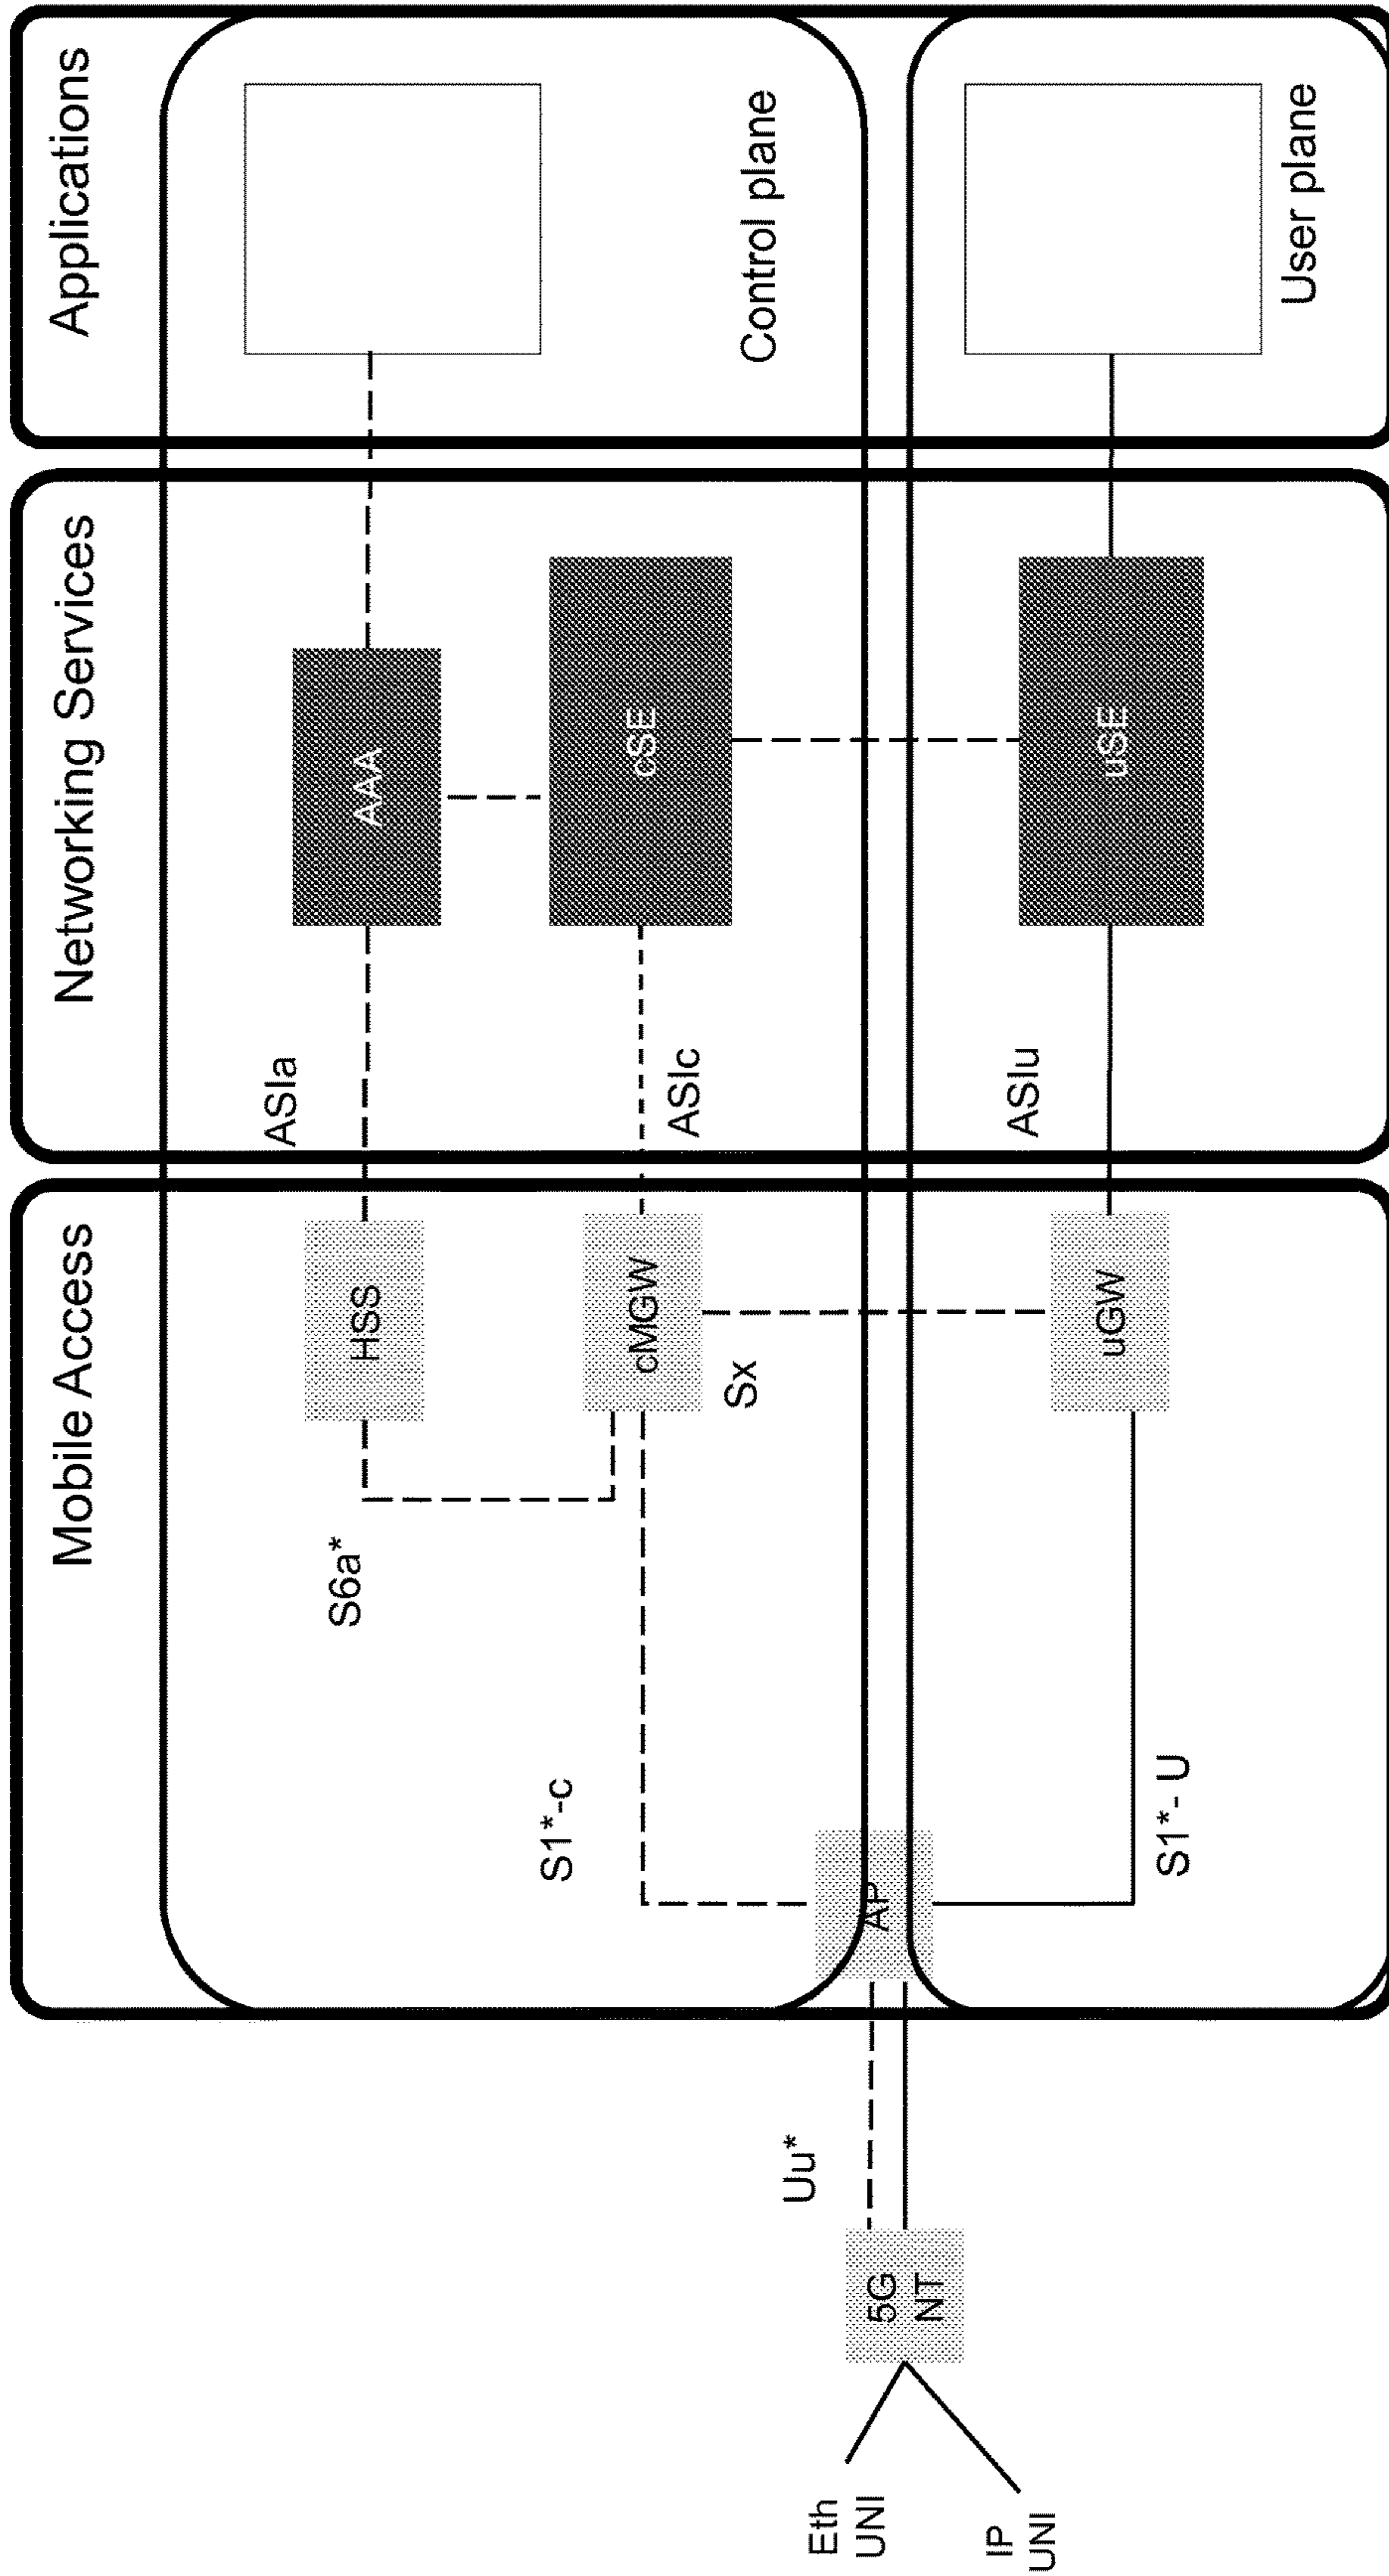 Mobile Access
Networking Services
Applications
HSS
ASIa
AAA
S6a*
cMGW
ASIc
cSE
S1*-c
Sx
Control plane
Uu*
AP
5G
NT
Eth
UNI
IP
UNI
ASIu
uGW
uSE
S1*- U
User plane